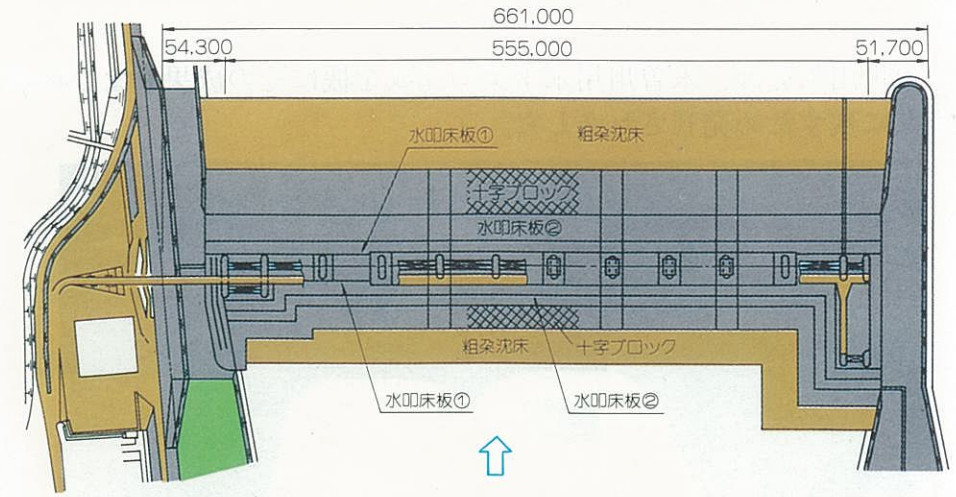 661,000
54,300
555,000
51,700
水叩床板①
粗朶沈床
十字ブロック
水叩床板②
粗朶沈床
十字ブロック
水叩床板①
水叩床板②